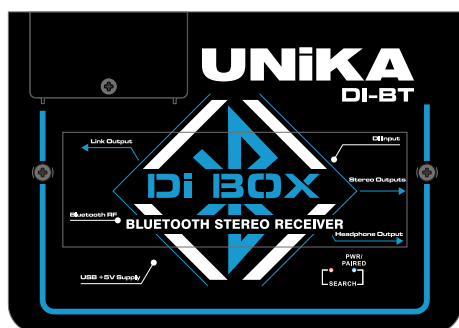 UNiKA
DI-BT
Link Output
DI Input
Stereo Outputs
Di BOX
Bluetooth RF
BLUETOOTH STEREO RECEIVER
Headphone Output
USB +5V Supply
PWR/
PAIRED
SEARCH